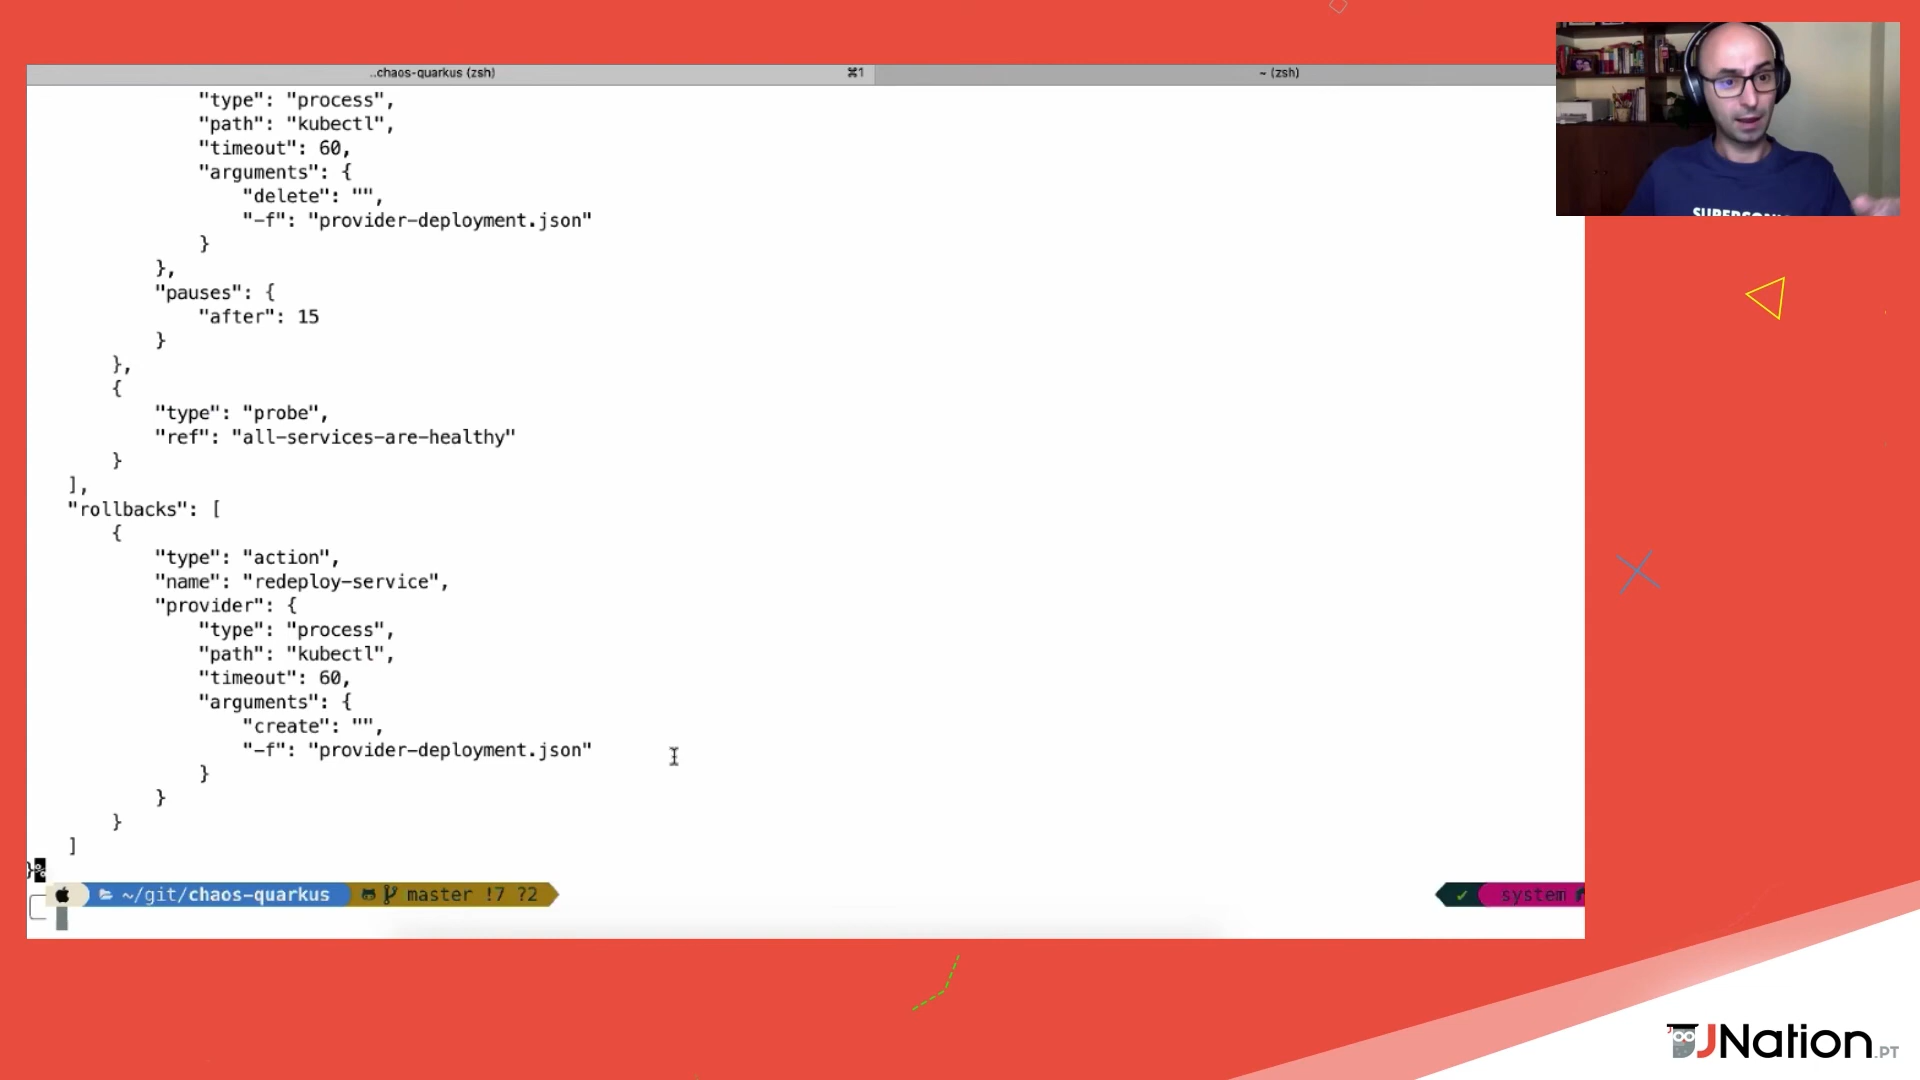 ..chaos-quarkus (zsh) ⌘1 ~ (zsh)
"type": "process",
"path": "kubectl",
"timeout": 60,
"arguments": {
"delete": "",
"-f": "provider-deployment.json"
}
},
"pauses": {
"after": 15
}
},
{
"type": "probe",
"ref": "all-services-are-healthy"
}
],
"rollbacks": [
{
"type": "action",
"name": "redeploy-service",
"provider": {
"type": "process",
"path": "kubectl",
"timeout": 60,
"arguments": {
"create": "",
"-f": "provider-deployment.json"
}
}
}
]
}%
~/git/chaos-quarkus master !7 ?2 ✓ system
JNation.PT